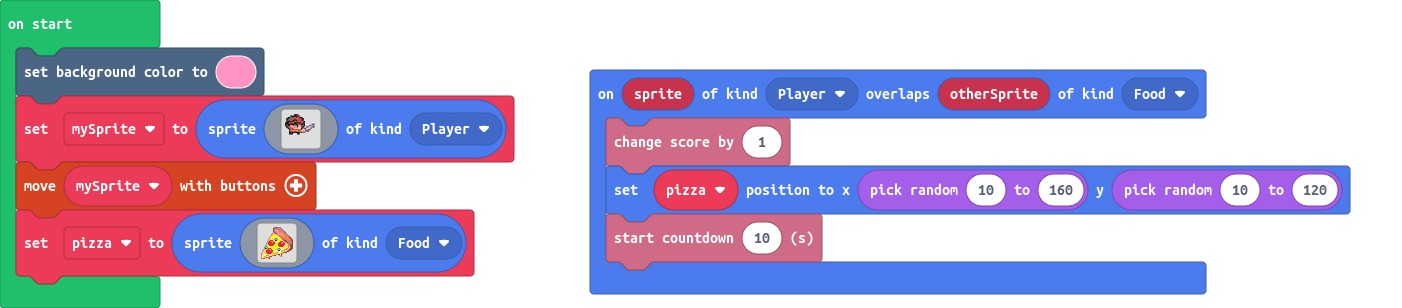 on start
set background color to
set mySprite to sprite of kind Player
move mySprite with buttons
set pizza to sprite of kind Food
on sprite of kind Player overlaps otherSprite of kind Food
change score by 1
set pizza position to x pick random 10 to 160 y pick random 10 to 120
start countdown 10 (s)